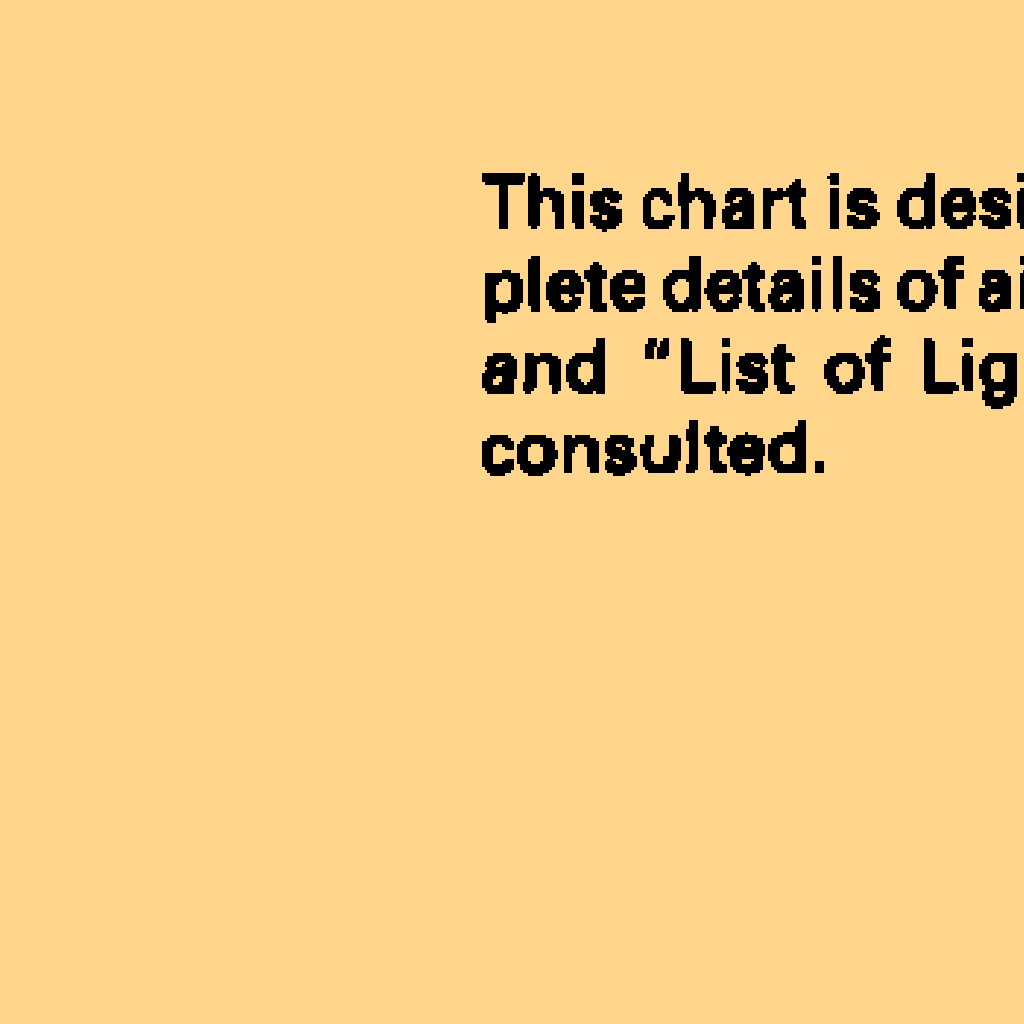 This chart is desi
plete details of ai
and “List of Lig
consulted.